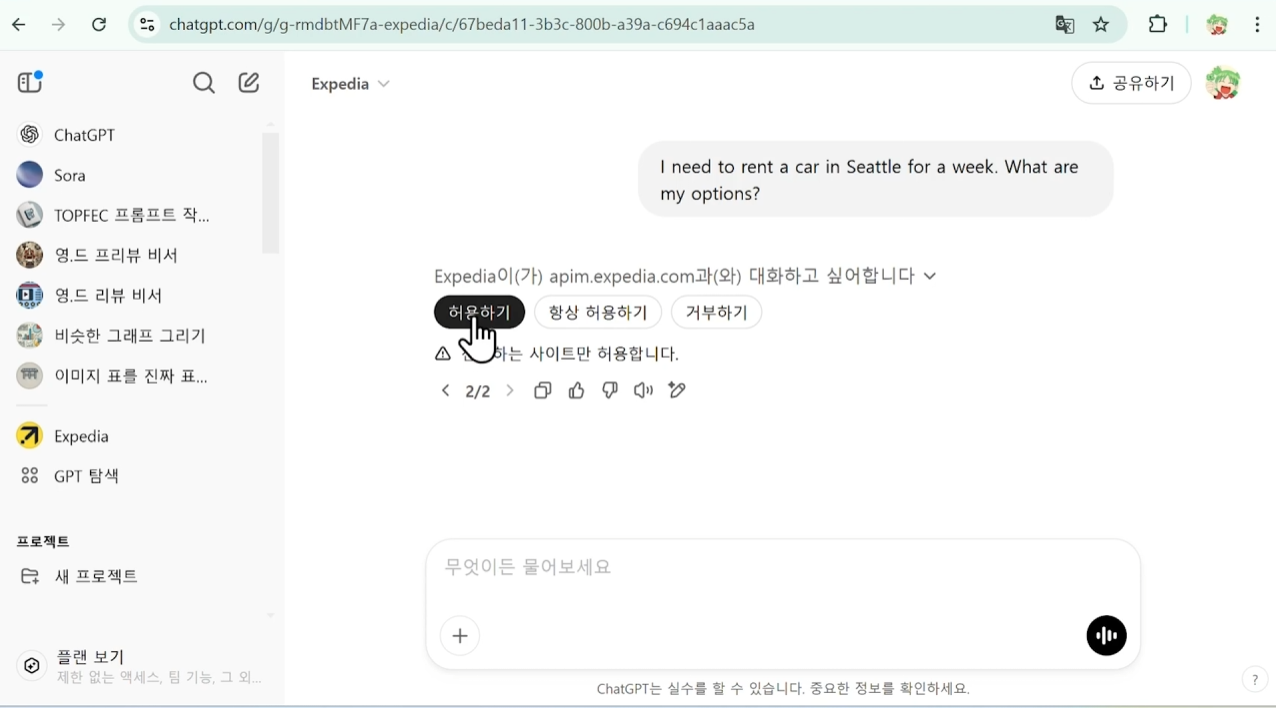 chatgpt.com/g/g-rmdbtMF7a-expedia/c/67beda11-3b3c-800b-a39a-c694c1aaac5a
ChatGPT
Sora
TOPFEC 프롬프트 작...
영.드 프리뷰 비서
영.드 리뷰 비서
비슷한 그래프 그리기
이미지 표를 진짜 표...
Expedia
GPT 탐색
프로젝트
새 프로젝트
플랜 보기
제한 없는 액세스, 팀 기능, 그 외...
Expedia
공유하기
I need to rent a car in Seattle for a week. What are
my options?
Expedia이(가) apim.expedia.com과(와) 대화하고 싶어합니다
허용하기 항상 허용하기 거부하기
사이트만 허용합니다.
2/2
무엇이든 물어보세요
ChatGPT는 실수를 할 수 있습니다. 중요한 정보를 확인하세요.
?